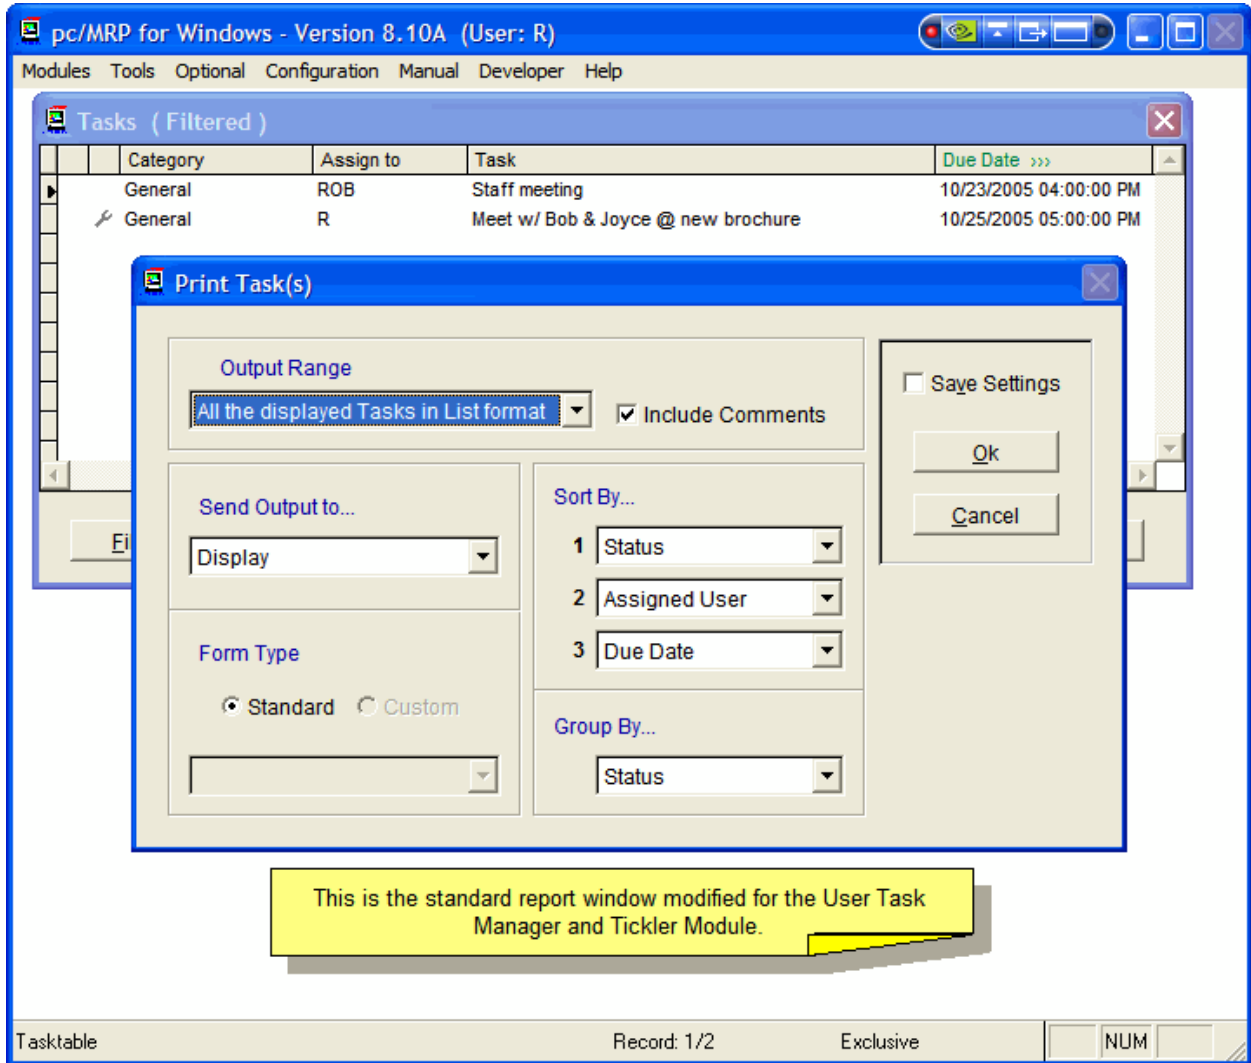 pc/MRP for Windows - Version 8.10A (User: R)
Modules Tools Optional Configuration Manual Developer Help
Tasks ( Filtered )
Category Assign to Task Due Date >>>
General ROB Staff meeting 10/23/2005 04:00:00 PM
General R Meet w/ Bob & Joyce @ new brochure 10/25/2005 05:00:00 PM
Print Task(s)
Output Range
All the displayed Tasks in List format
Include Comments
Save Settings
Ok
Cancel
Send Output to...
Display
Sort By...
1 Status
2 Assigned User
3 Due Date
Form Type
Standard Custom
Group By...
Status
This is the standard report window modified for the User Task
Manager and Tickler Module.
Tasktable Record: 1/2 Exclusive NUM